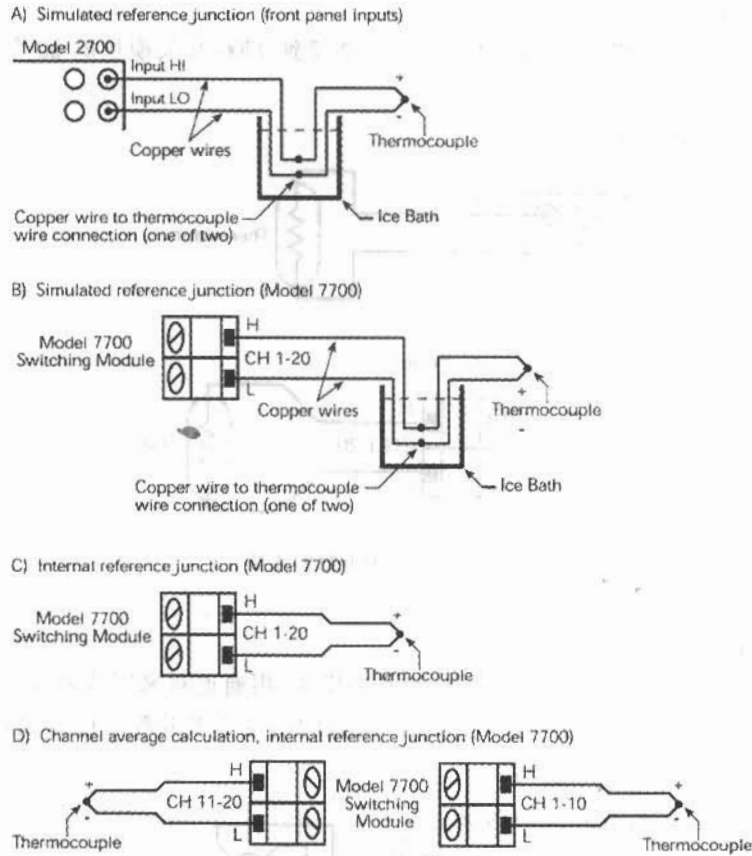 A) Simulated reference junction (front panel inputs)
Model 2700
Input HI
Input LO
+
-
Thermocouple
Copper wires
Copper wire to thermocouple
wire connection (one of two)
Ice Bath
B) Simulated reference junction (Model 7700)
Model 7700
Switching Module
H
CH 1-20
L
Copper wires
+
-
Thermocouple
Copper wire to thermocouple
wire connection (one of two)
Ice Bath
C) Internal reference junction (Model 7700)
Model 7700
Switching Module
H
CH 1-20
L
+
-
Thermocouple
D) Channel average calculation, internal reference junction (Model 7700)
+
-
Thermocouple
H
CH 11-20
L
Model 7700
Switching
Module
H
CH 1-10
L
+
-
Thermocouple